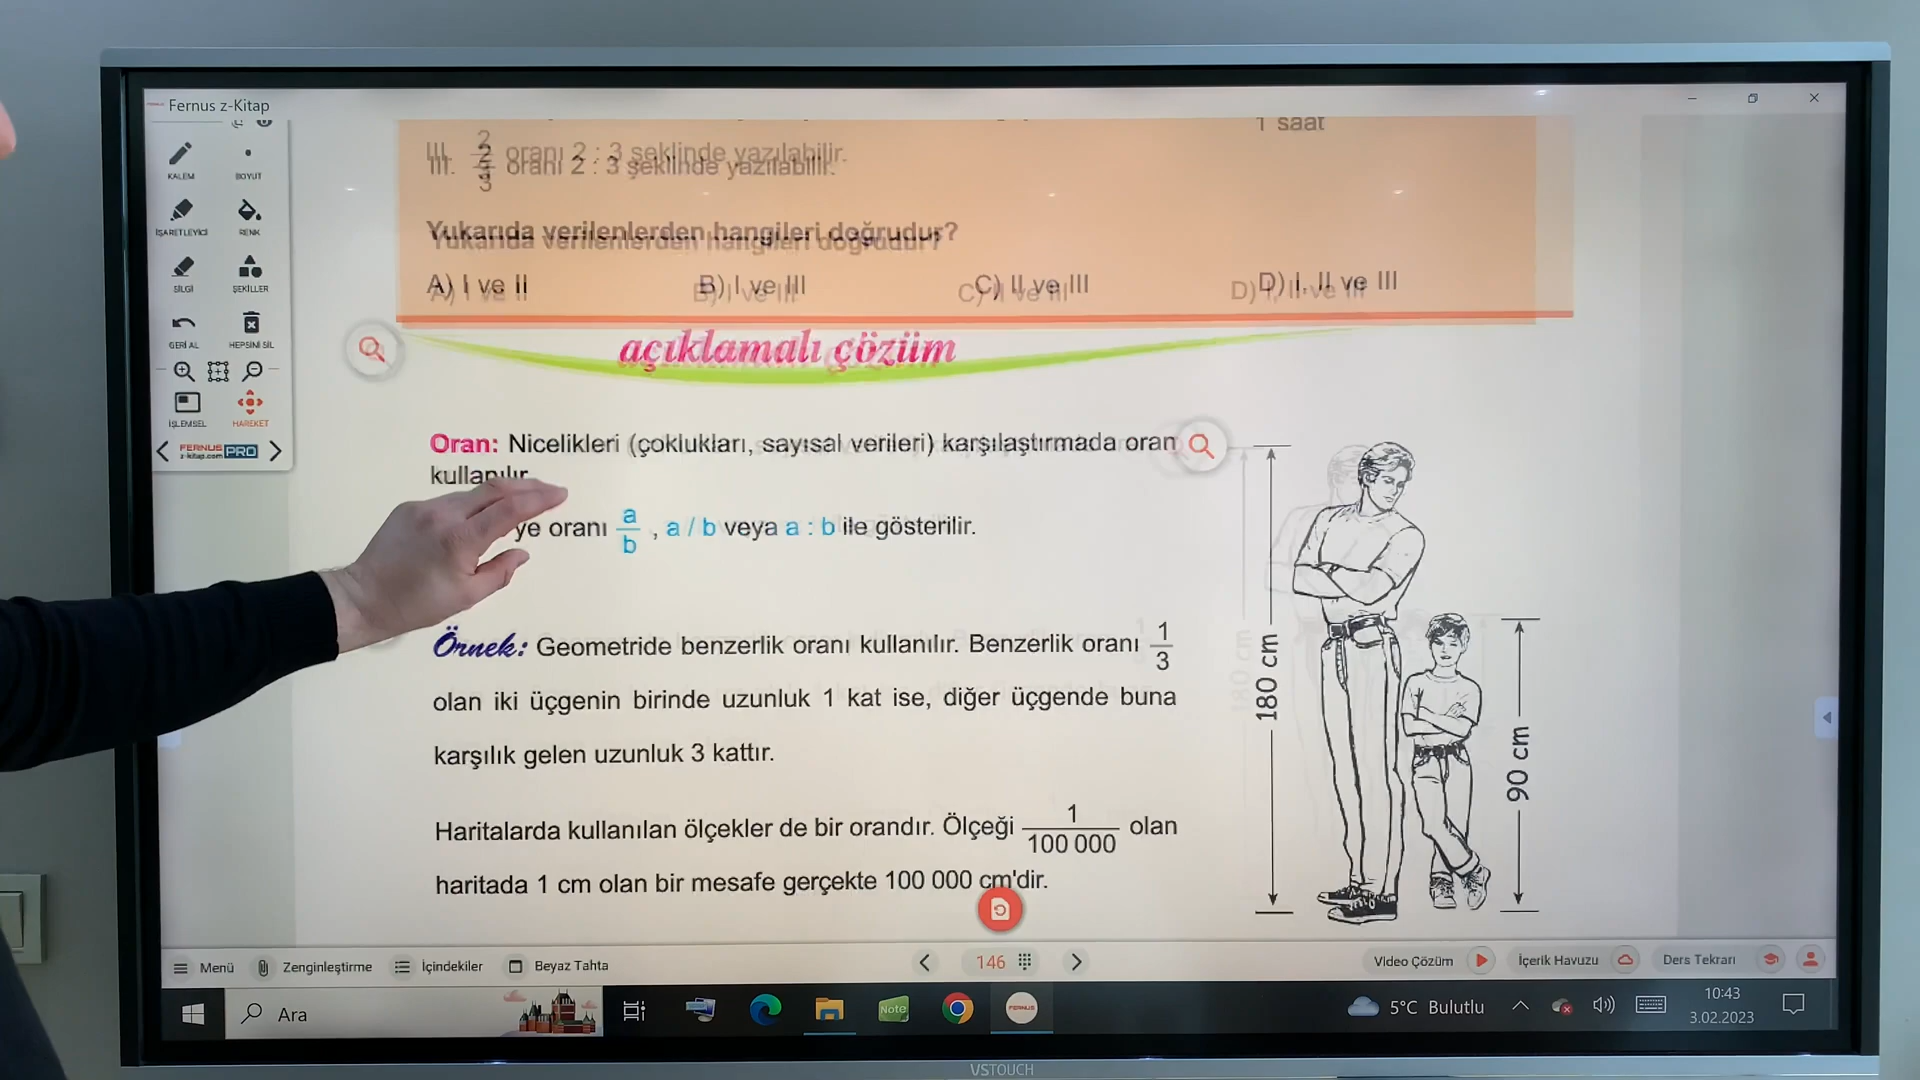 Fernus z-Kitap
KALEM
BOYUT
İŞARETLEYİCİ
RENK
SİLGİ
ŞEKİLLER
GERİ AL
HEPSİNİ SİL
İŞLEMSEL
HAREKET
FERNUS
z-kitap.com PRO
1 saat
III. 2/3 oranı 2 : 3 şeklinde yazılabilir.
Yukarıda verilenlerden hangileri doğrudur?
A) I ve II B) I ve III C) II ve III D) I, II ve III
açıklamalı çözüm
Oran: Nicelikleri (çoklukları, sayısal verileri) karşılaştırmada oran
kullanılır.
ye oranı a/b , a / b veya a : b ile gösterilir.
Örnek: Geometride benzerlik oranı kullanılır. Benzerlik oranı 1/3
olan iki üçgenin birinde uzunluk 1 kat ise, diğer üçgende buna
karşılık gelen uzunluk 3 kattır.
Haritalarda kullanılan ölçekler de bir orandır. Ölçeği 1/100 000 olan
haritada 1 cm olan bir mesafe gerçekte 100 000 cm'dir.
180 cm
90 cm
Menü Zenginleştirme İçindekiler Beyaz Tahta 146 Video Çözüm İçerik Havuzu Ders Tekrarı
Ara
Note
FERNUS
5°C Bulutlu
10:43
3.02.2023
VSTOUCH